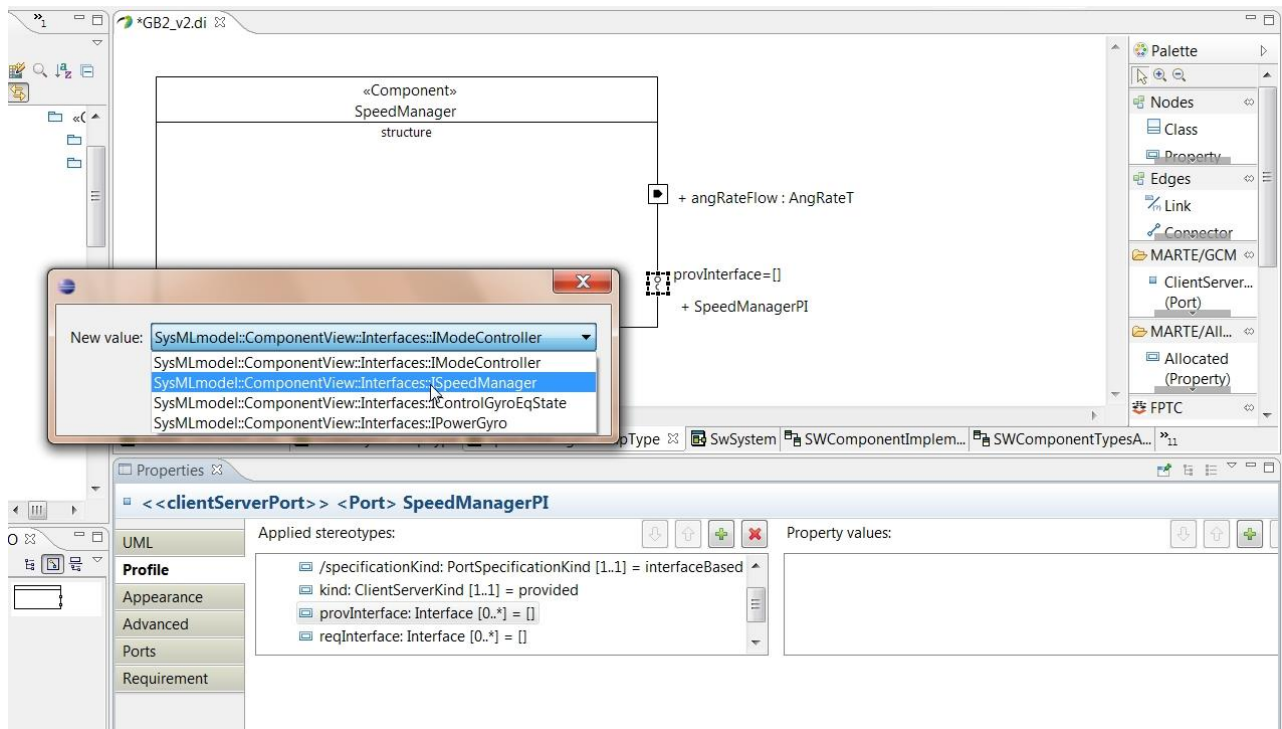 »1
*GB2_v2.di
«Component»
SpeedManager
structure
+ angRateFlow : AngRateT
provInterface=[]
+ SpeedManagerPI
«(
New value: SysMLmodel::ComponentView::Interfaces::IModeController
SysMLmodel::ComponentView::Interfaces::IModeController
SysMLmodel::ComponentView::Interfaces::ISpeedManager
SysMLmodel::ComponentView::Interfaces::IControlGyroEqState
SysMLmodel::ComponentView::Interfaces::IPowerGyro
Palette
Nodes
Class
Property
Edges
Link
Connector
MARTE/GCM
ClientServer...
(Port)
MARTE/All...
Allocated
(Property)
FPTC
pType
SwSystem
SWComponentImplem...
SWComponentTypesA...
»11
Properties
<<clientServerPort>> <Port> SpeedManagerPI
UML
Profile
Appearance
Advanced
Ports
Requirement
Applied stereotypes:
/specificationKind: PortSpecificationKind [1..1] = interfaceBased
kind: ClientServerKind [1..1] = provided
provInterface: Interface [0..*] = []
reqInterface: Interface [0..*] = []
Property values:
O